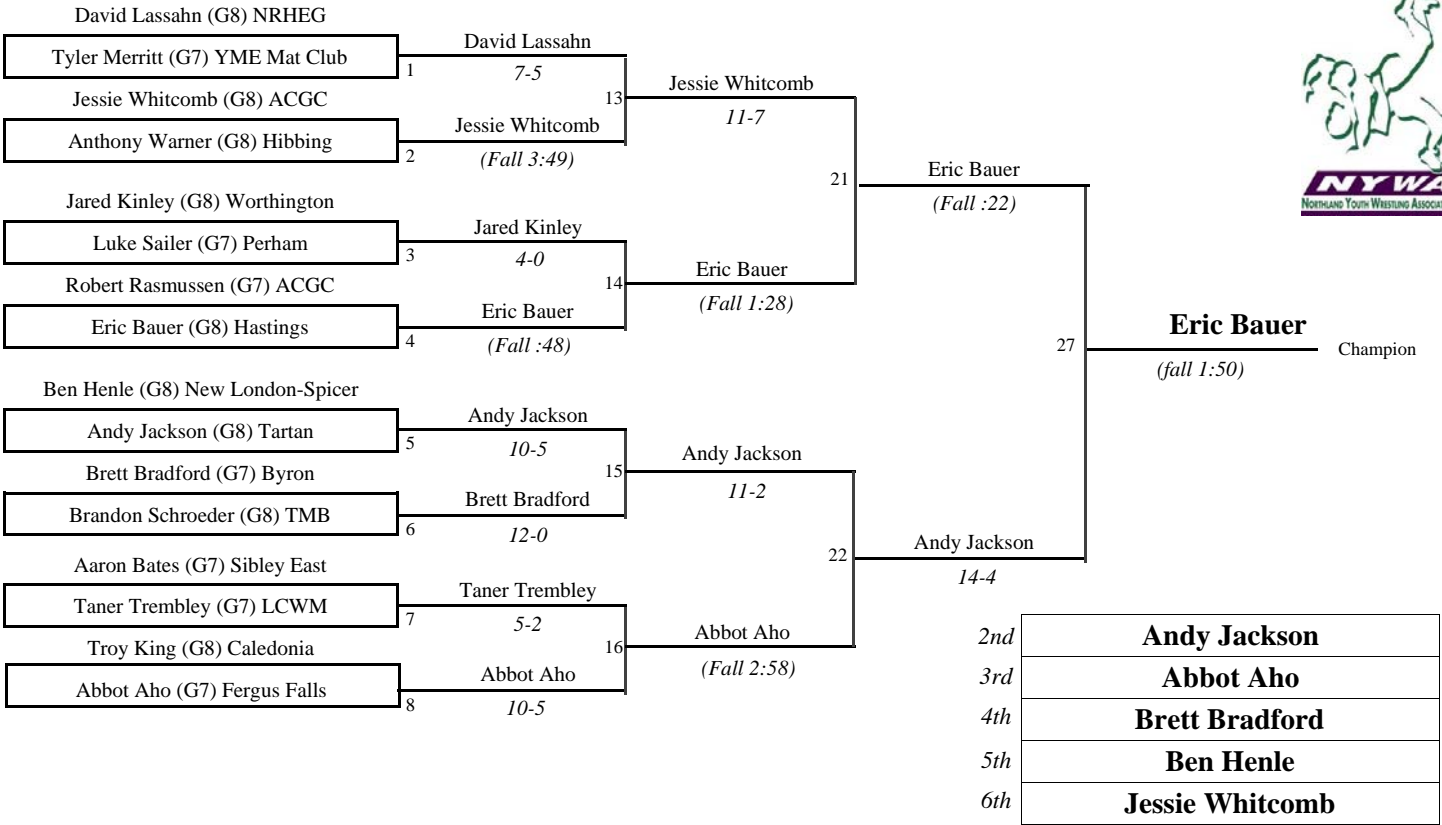 David Lassahn (G8) NRHEG
Tyler Merritt (G7) YME Mat Club
1
Jessie Whitcomb (G8) ACGC
Anthony Warner (G8) Hibbing
2
Jared Kinley (G8) Worthington
Luke Sailer (G7) Perham
3
Robert Rasmussen (G7) ACGC
Eric Bauer (G8) Hastings
4
Ben Henle (G8) New London-Spicer
Andy Jackson (G8) Tartan
5
Brett Bradford (G7) Byron
Brandon Schroeder (G8) TMB
6
Aaron Bates (G7) Sibley East
Taner Trembley (G7) LCWM
7
Troy King (G8) Caledonia
Abbot Aho (G7) Fergus Falls
8
David Lassahn
7-5
13
Jessie Whitcomb
(Fall 3:49)
Jared Kinley
4-0
14
Eric Bauer
(Fall :48)
Andy Jackson
10-5
15
Brett Bradford
12-0
Taner Trembley
5-2
16
Abbot Aho
10-5
Jessie Whitcomb
11-7
21
Eric Bauer
(Fall 1:28)
Andy Jackson
11-2
22
Abbot Aho
(Fall 2:58)
Eric Bauer
(Fall :22)
27
Andy Jackson
14-4
Eric Bauer
(fall 1:50)
Champion
NYWA
NORTHLAND YOUTH WRESTLING
2nd Andy Jackson
3rd Abbot Aho
4th Brett Bradford
5th Ben Henle
6th Jessie Whitcomb